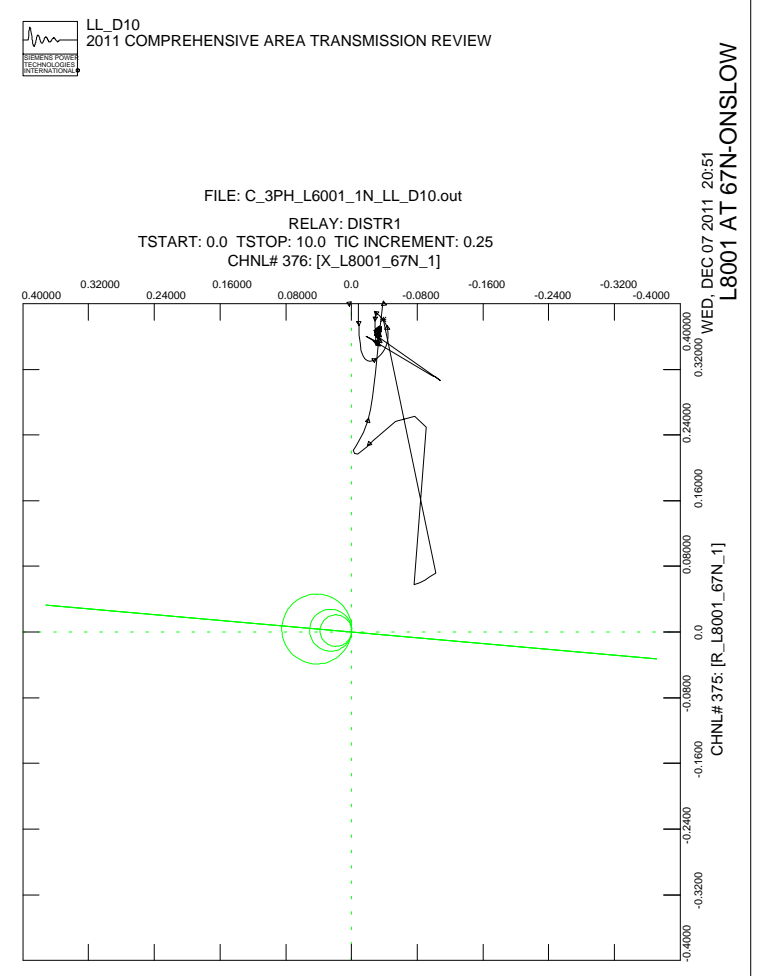 LL_D10
2011 COMPREHENSIVE AREA TRANSMISSION REVIEW
SIEMENS POWER
TECHNOLOGIES
INTERNATIONAL
FILE: C_3PH_L6001_1N_LL_D10.out
RELAY: DISTR1
TSTART: 0.0 TSTOP: 10.0 TIC INCREMENT: 0.25
CHNL# 376: [X_L8001_67N_1]
0.40000 0.32000 0.24000 0.16000 0.08000 0.0 -0.0800 -0.1600 -0.2400 -0.3200 -0.4000
0.40000
0.32000
0.24000
0.16000
0.08000
0.0
-0.0800
-0.1600
-0.2400
-0.3200
-0.4000
CHNL# 375: [R_L8001_67N_1]
WED, DEC 07 2011 20:51
L8001 AT 67N-ONSLOW